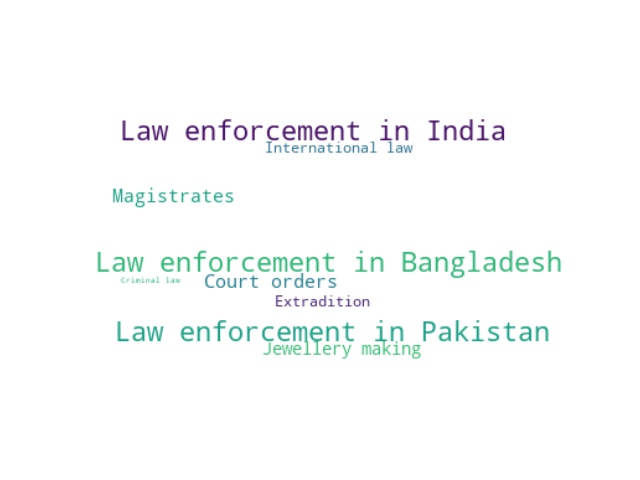 Law enforcement in India
International law
Magistrates
Law enforcement in Bangladesh
Criminal law
Court orders
Extradition
Law enforcement in Pakistan
Jewellery making